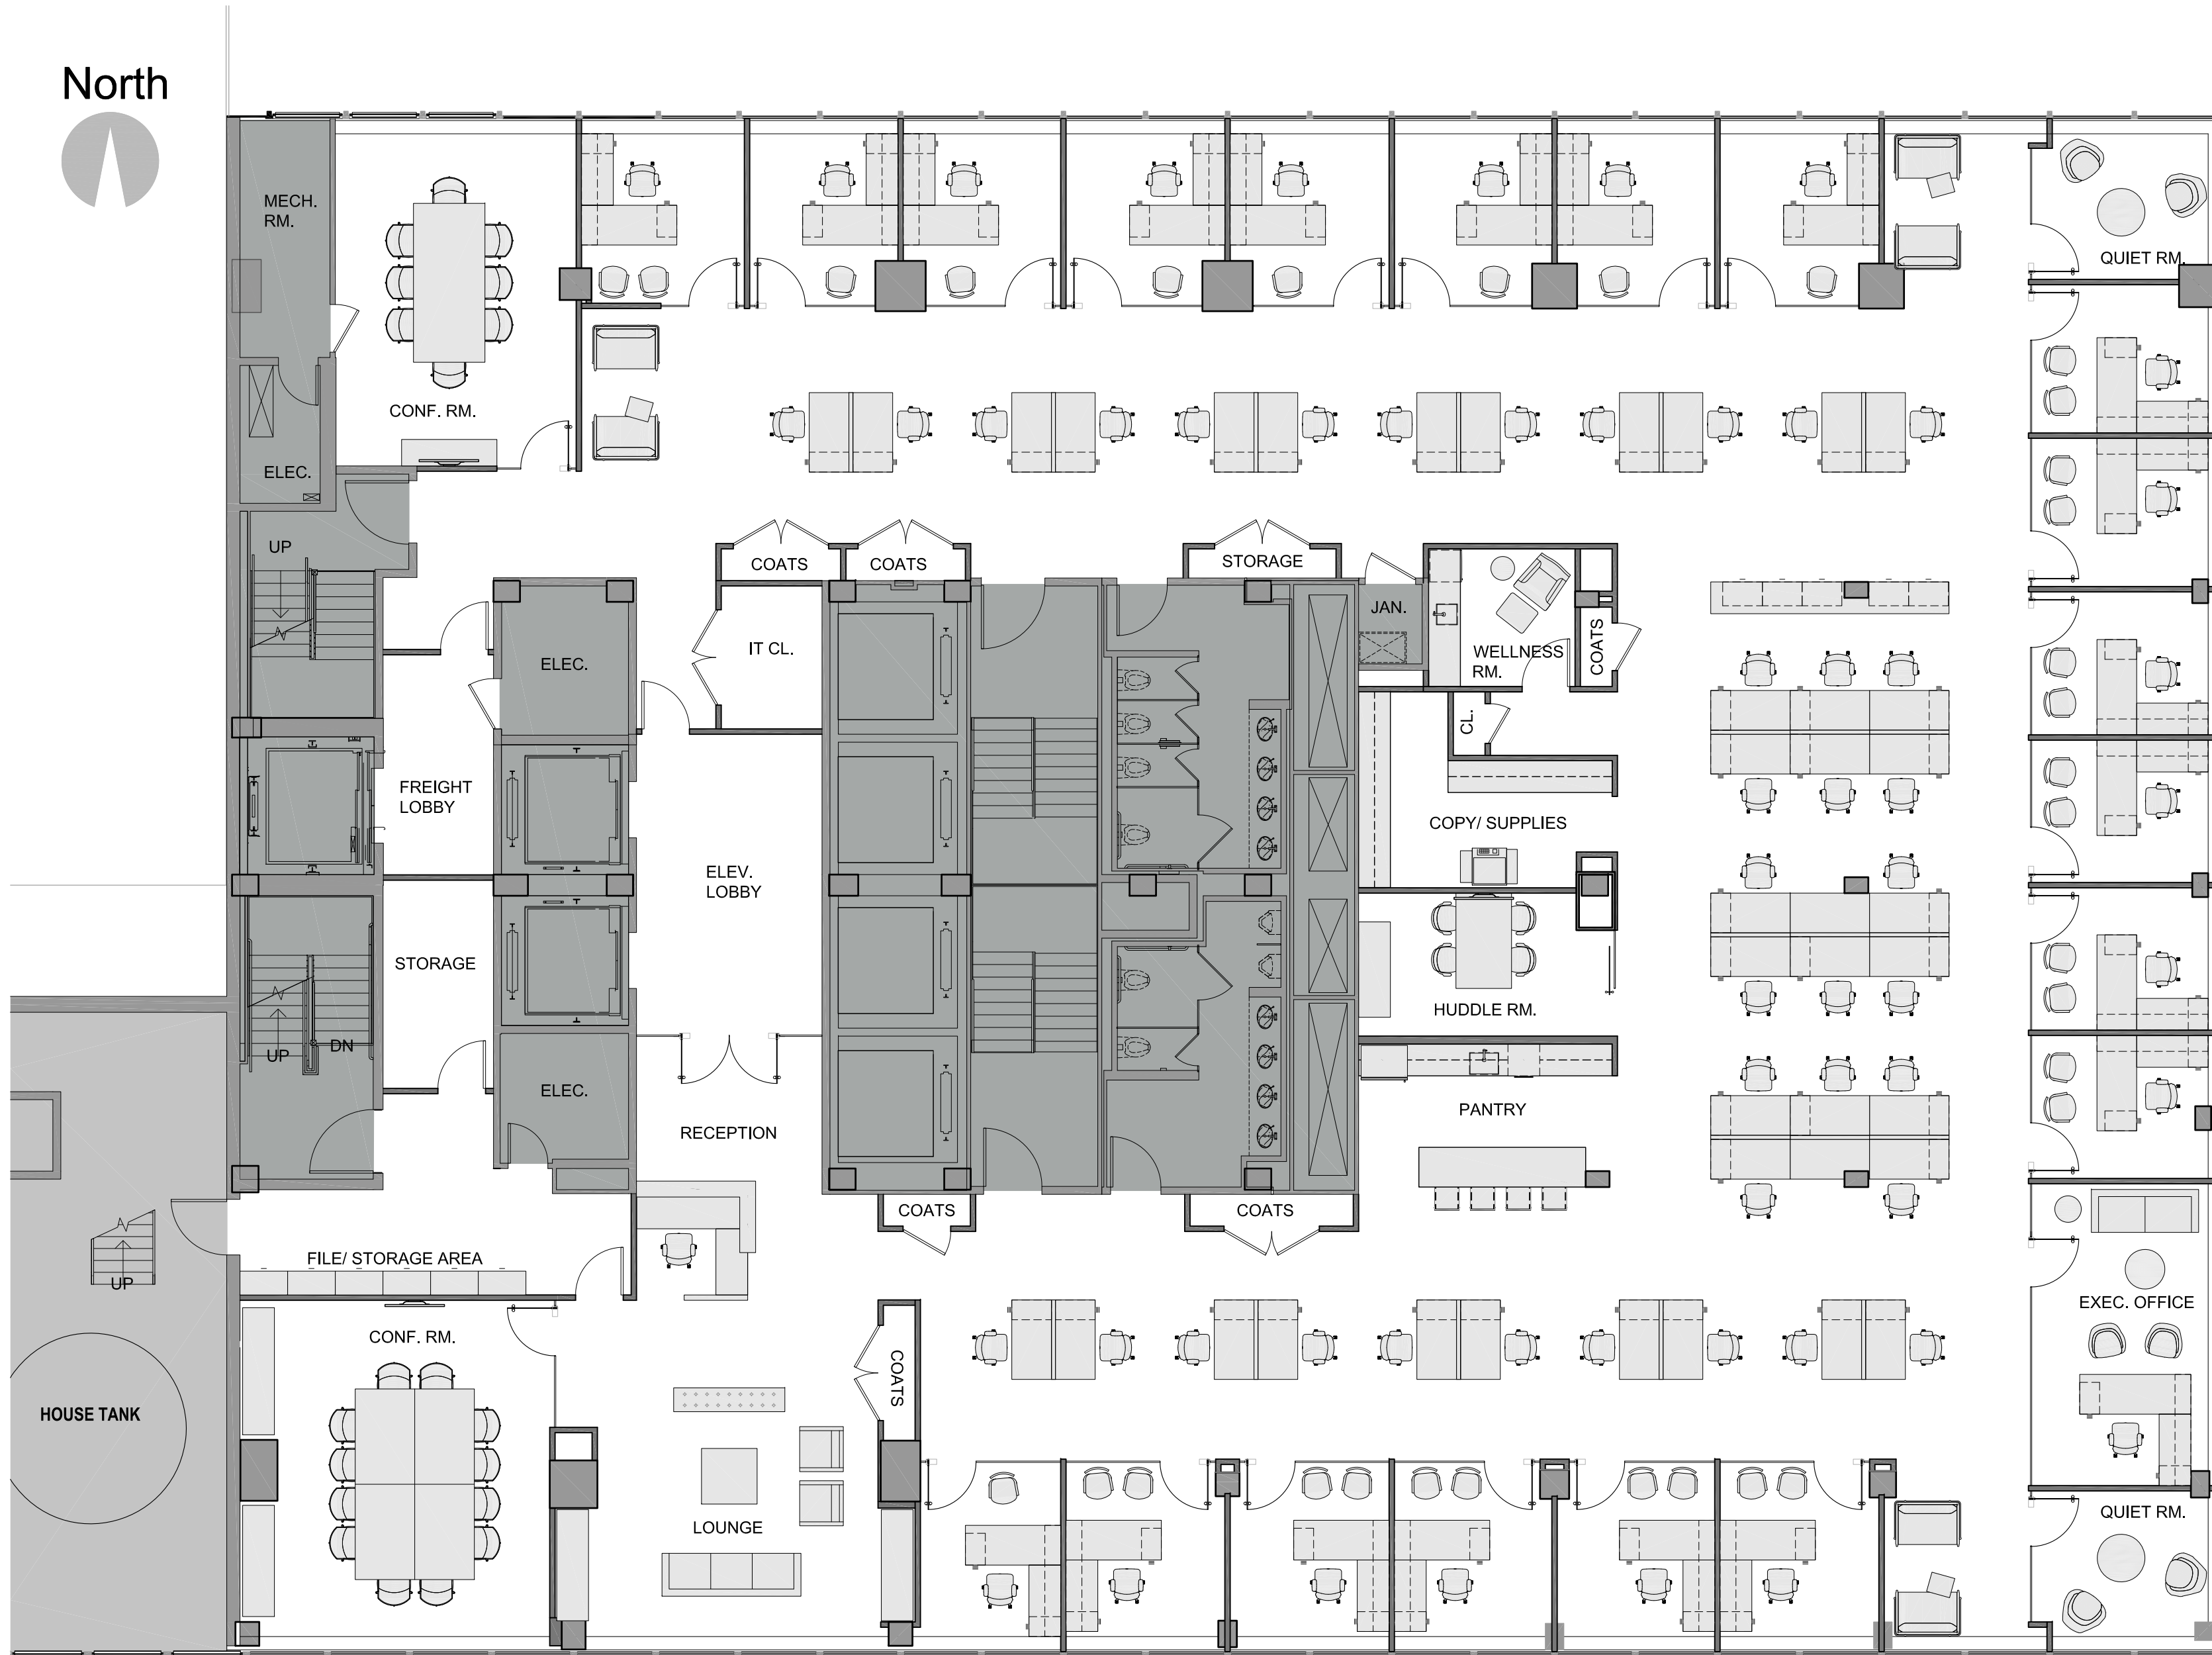 North
MECH.
RM.
QUIET RM.
CONF. RM.
ELEC.
UP
COATS
COATS
STORAGE
JAN.
IT CL.
ELEC.
WELLNESS
RM.
COATS
CL.
FREIGHT
LOBBY
COPY/ SUPPLIES
ELEV.
LOBBY
STORAGE
HUDDLE RM.
UP
DN
ELEC.
PANTRY
RECEPTION
COATS
COATS
FILE/ STORAGE AREA
UP
EXEC. OFFICE
CONF. RM.
COATS
HOUSE TANK
LOUNGE
QUIET RM.